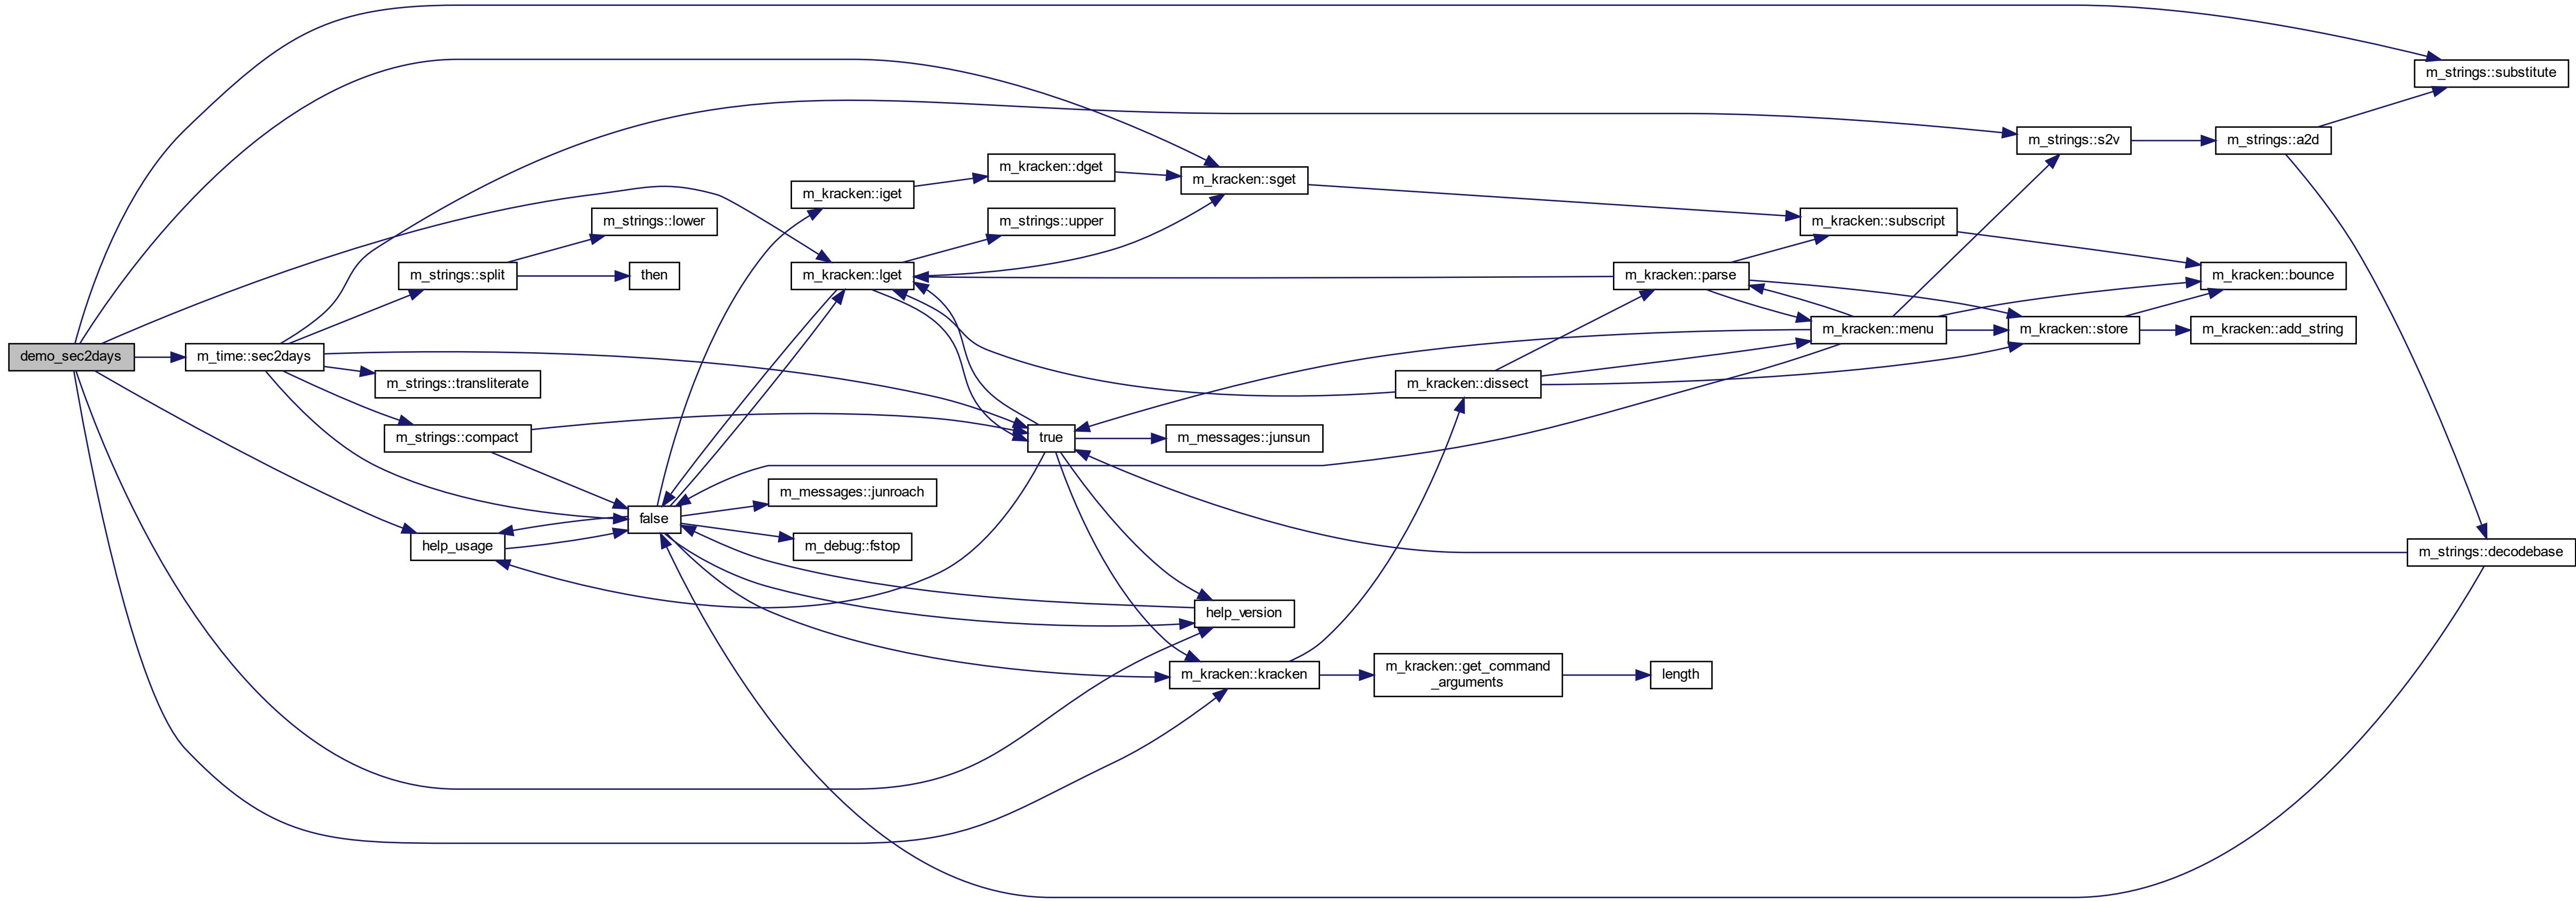 demo_sec2days
m_time::sec2days
m_strings::split
m_strings::transliterate
m_strings::compact
help_usage
m_strings::lower
then
false
m_kracken::iget
m_kracken::lget
m_messages::junroach
m_debug::fstop
m_kracken::dget
m_strings::upper
true
m_kracken::sget
m_messages::junsun
help_version
m_kracken::kracken
m_kracken::dissect
m_kracken::get_command
_arguments
m_kracken::parse
length
m_kracken::subscript
m_kracken::menu
m_strings::s2v
m_kracken::store
m_strings::a2d
m_kracken::bounce
m_kracken::add_string
m_strings::substitute
m_strings::decodebase